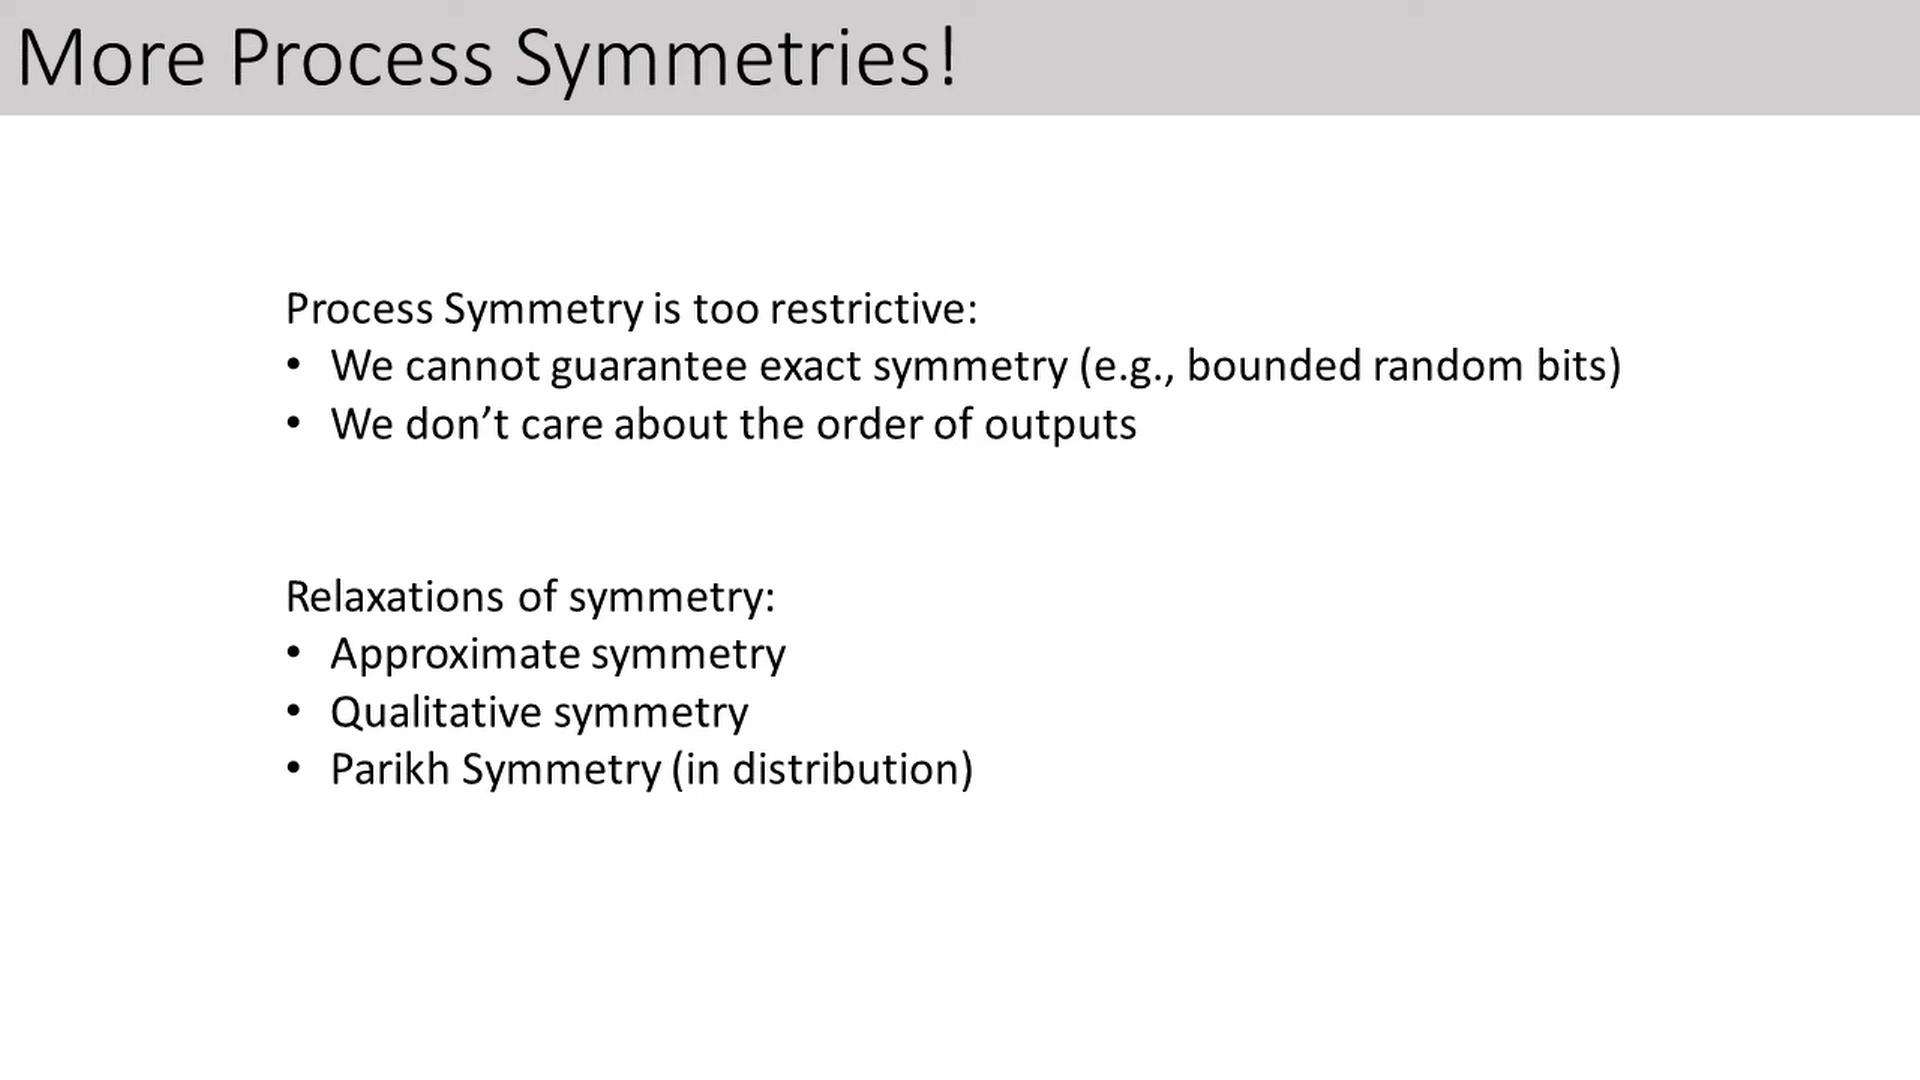 More Process Symmetries!
Process Symmetry is too restrictive:
• We cannot guarantee exact symmetry (e.g., bounded random bits)
• We don’t care about the order of outputs
Relaxations of symmetry:
• Approximate symmetry
• Qualitative symmetry
• Parikh Symmetry (in distribution)